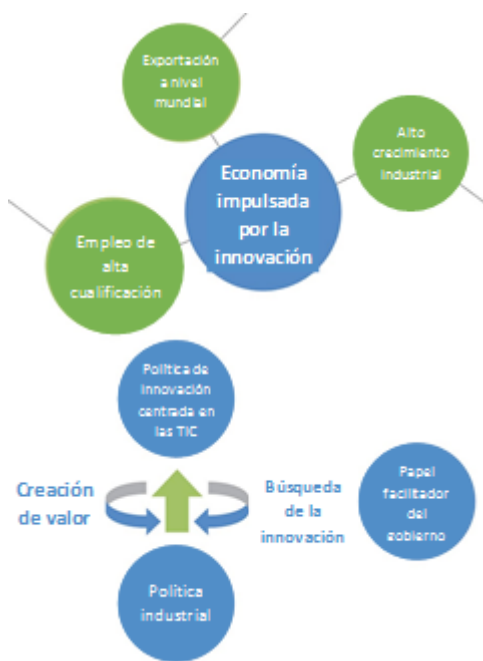 Exportación
a nivel
mundial
Alto
crecimiento
industrial
Economía
impulsada
por la
innovación
Empleo de
alta
cualificación
Política de
innovación
centrada en
las TIC
Creación
de valor
Búsqueda
de la
innovación
Papel
facilitador
del
gobierno
Política
industrial